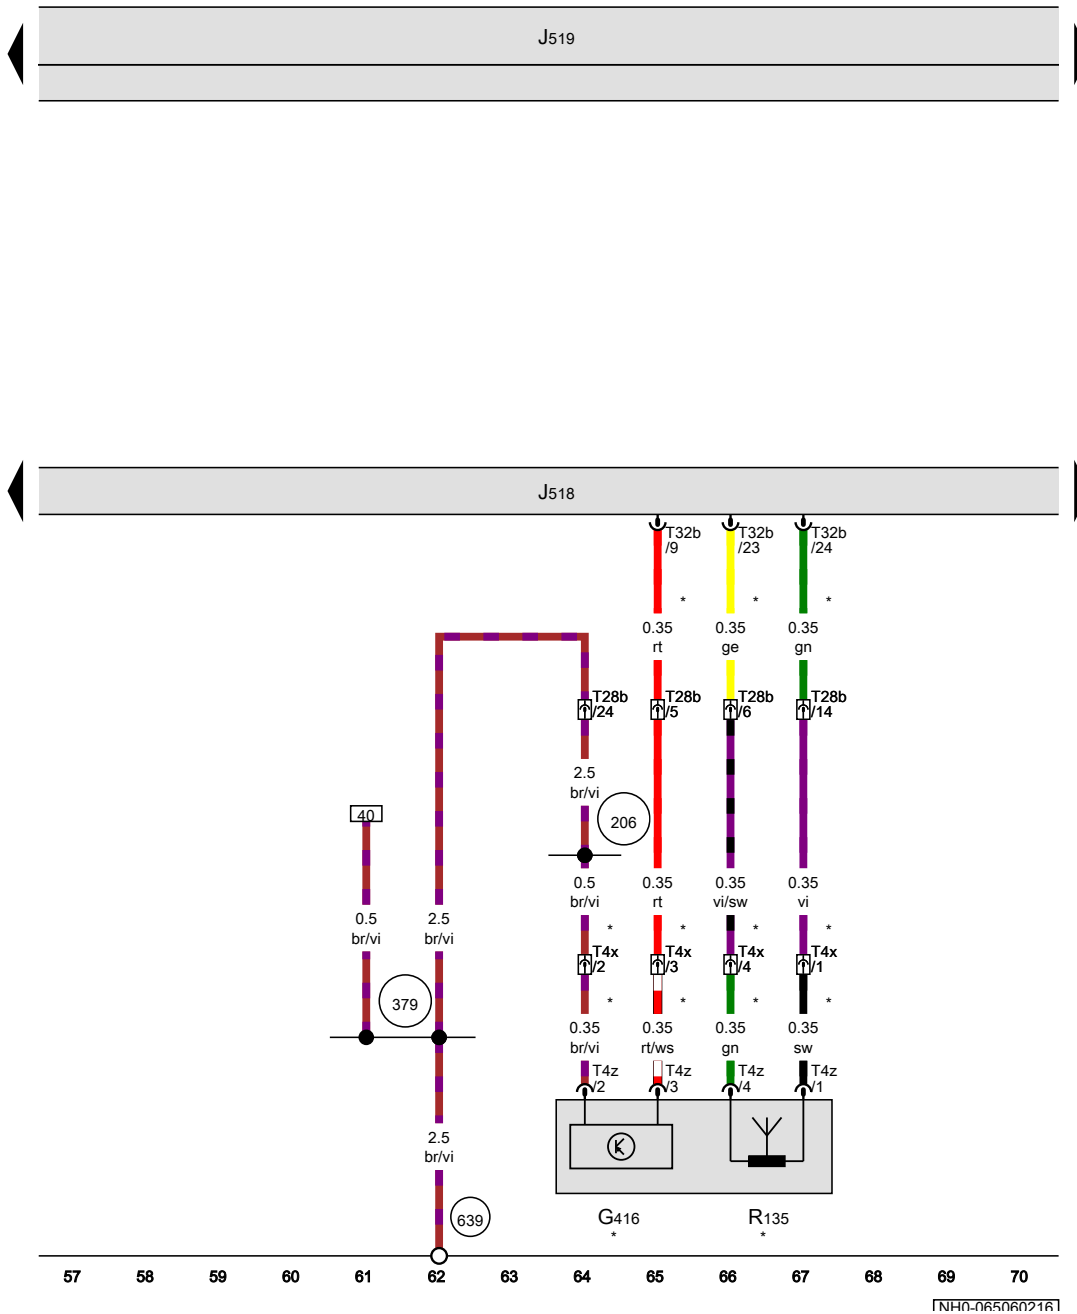 J519
J518
T32b T32b T32b
/9 /23 /24
* * *
0.35 0.35 0.35
rt ge gn
T28b T28b T28b T28b
/24 /5 /6 /14
2.5
br/vi
40
206
0.5 0.35 0.35 0.35
br/vi rt vi/sw vi
0.5 2.5
br/vi br/vi
* * * *
T4x T4x T4x T4x
/2 /3 /4 /1
379
* * * *
0.35 0.35 0.35 0.35
br/vi rt/ws gn sw
T4z T4z T4z T4z
/2 /3 /4 /1
2.5
br/vi
639
G416 R135
* *
57 58 59 60 61 62 63 64 65 66 67 68 69 70
NH0-065060216